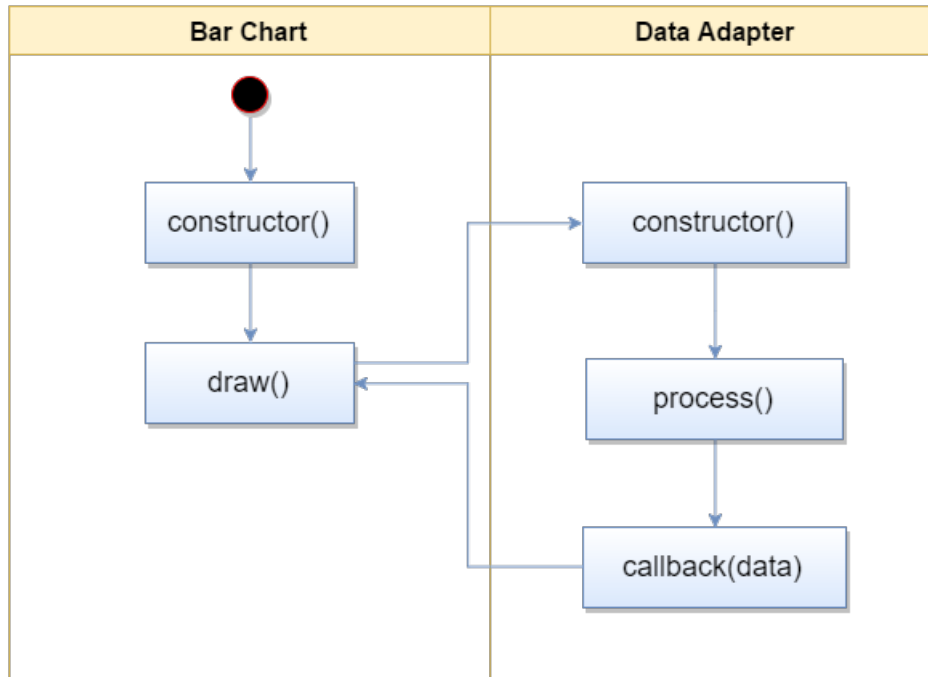 Bar Chart
Data Adapter
constructor()
constructor()
draw()
process()
callback(data)